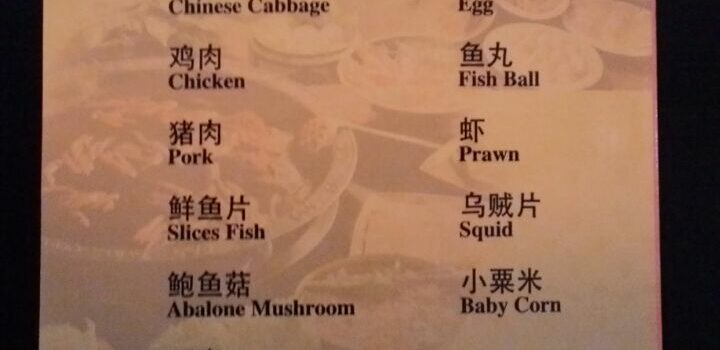 Chinese Cabbage
鸡肉
Chicken
猪肉
Pork
鲜鱼片
Slices Fish
鲍鱼菇
Abalone Mushroom
Egg
鱼丸
Fish Ball
虾
Prawn
乌贼片
Squid
小粟米
Baby Corn